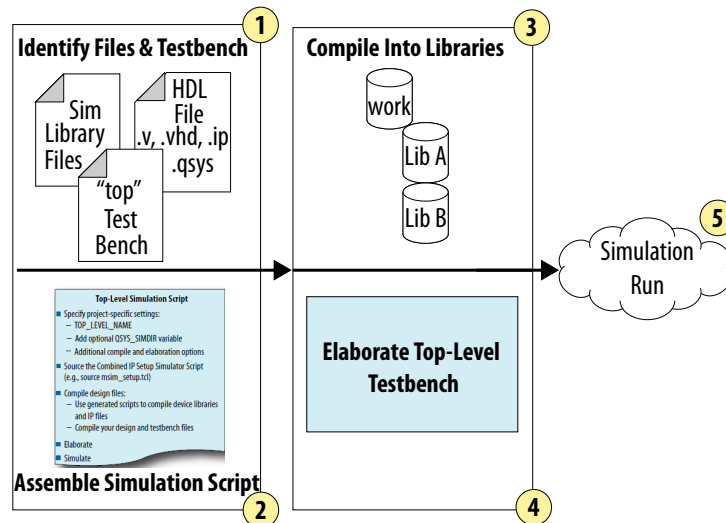 1
Identify Files & Testbench
Sim
Library
Files
HDL
File
.v, .vhd, .ip
.qsys
“top”
Test
Bench
Top-Level Simulation Script
■ Specify project-specific settings:
— TOP_LEVEL_NAME
— Add optional QSYS_SIMDIR variable
— Additional compile and elaboration options
■ Source the Combined IP Setup Simulator Script
(e.g., source msim_setup.tcl)
■ Compile design files:
— Use generated scripts to compile device libraries
and IP files
— Compile your design and testbench files
■ Elaborate
■ Simulate
Assemble Simulation Script
2
3
Compile Into Libraries
work
Lib A
Lib B
Elaborate Top-Level
Testbench
4
5
Simulation
Run